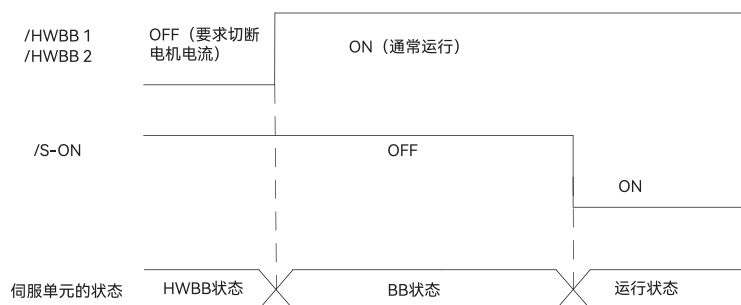 /HWBB 1
/HWBB 2
OFF（要求切断
电机电流）
ON（通常运行）
/S-ON
OFF
ON
伺服单元的状态
HWBB状态
BB状态
运行状态